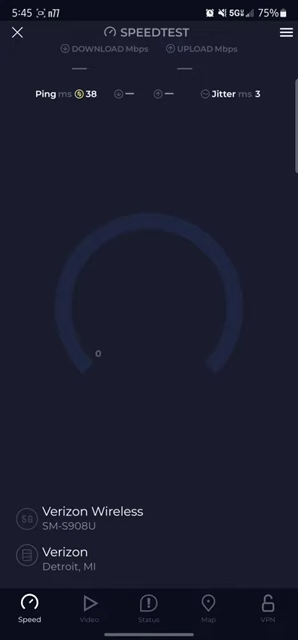 5:45 n77 5G 75%
SPEEDTEST
DOWNLOAD Mbps UPLOAD Mbps
— —
Ping ms 38 — — Jitter ms 3
0
5G Verizon Wireless
SM-S908U
Verizon
Detroit, MI
Speed Video Status Map VPN